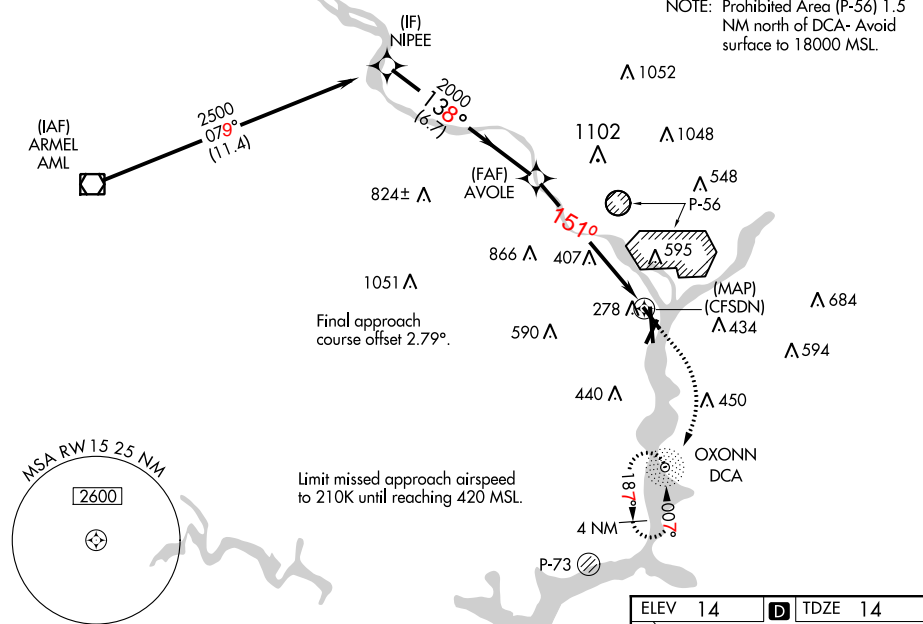 NOTE: Prohibited Area (P-56) 1.5
NM north of DCA- Avoid
surface to 18000 MSL.
(IF)
NIPEE
1052
2000
138°
(6.7)
2500
079°
(11.4)
(IAF)
ARMEL
AML
1102
1048
(FAF)
AVOLE
548
P-56
824±
151°
866
407
595
1051
(MAP)
(CFSDN)
278
684
434
Final approach
course offset 2.79°.
590
594
440
450
MSA RW 15 25 NM
2600
Limit missed approach airspeed
to 210K until reaching 420 MSL.
OXONN
DCA
187°
007°
4 NM
P-73
ELEV 14 D TDZE 14